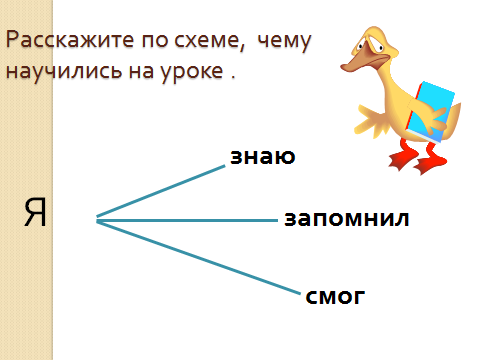 Расскажите по схеме,  чему
научились на уроке .
знаю
Я
запомнил
смог